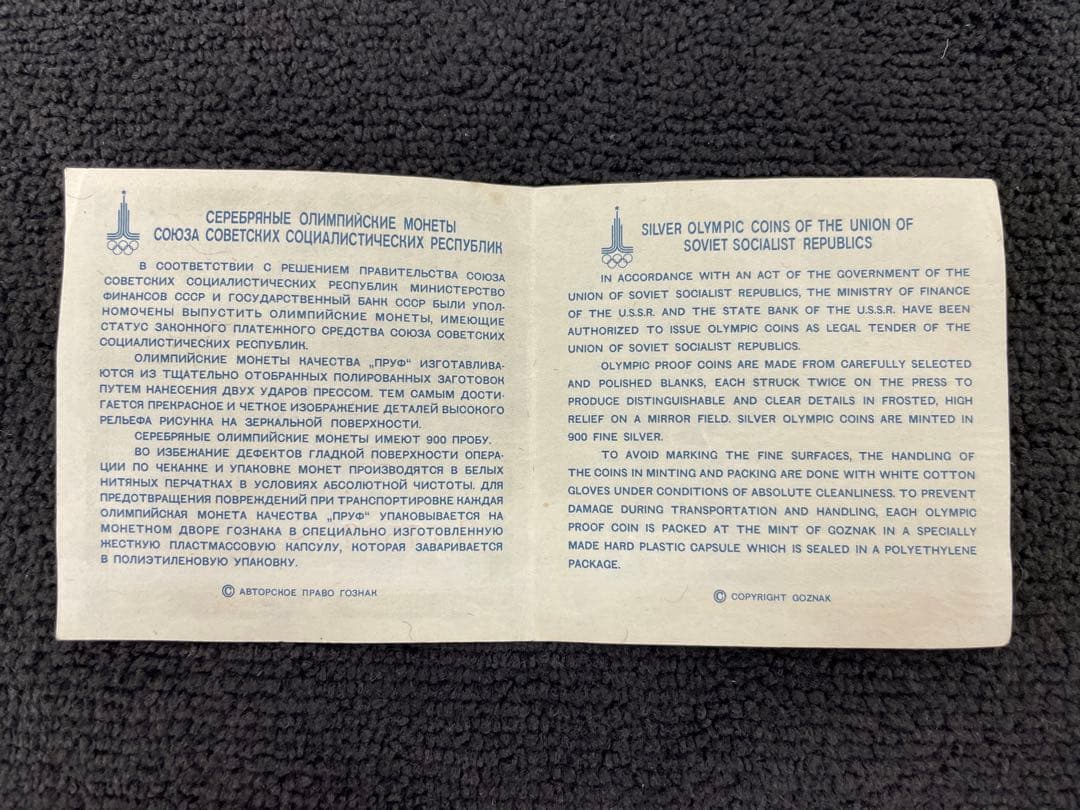 СЕРЕБРЯНЫЕ ОЛИМПИЙСКИЕ МОНЕТЫ
СОЮЗА СОВЕТСКИХ СОЦИАЛИСТИЧЕСКИХ РЕСПУБЛИК
В СООТВЕТСТВИИ С РЕШЕНИЕМ ПРАВИТЕЛЬСТВА СОЮЗА
СОВЕТСКИХ СОЦИАЛИСТИЧЕСКИХ РЕСПУБЛИК МИНИСТЕРСТВО
ФИНАНСОВ СССР И ГОСУДАРСТВЕННЫЙ БАНК СССР БЫЛИ УПОЛ-
НОМОЧЕНЫ ВЫПУСТИТЬ ОЛИМПИЙСКИЕ МОНЕТЫ, ИМЕЮЩИЕ
СТАТУС ЗАКОННОГО ПЛАТЕЖНОГО СРЕДСТВА СОЮЗА СОВЕТСКИХ
СОЦИАЛИСТИЧЕСКИХ РЕСПУБЛИК.
ОЛИМПИЙСКИЕ МОНЕТЫ КАЧЕСТВА „ПРУФ“ ИЗГОТАВЛИВА-
ЮТСЯ ИЗ ТЩАТЕЛЬНО ОТОБРАННЫХ ПОЛИРОВАННЫХ ЗАГОТОВОК
ПУТЕМ НАНЕСЕНИЯ ДВУХ УДАРОВ ПРЕССОМ. ТЕМ САМЫМ ДОСТИ-
ГАЕТСЯ ПРЕКРАСНОЕ И ЧЕТКОЕ ИЗОБРАЖЕНИЕ ДЕТАЛЕЙ ВЫСОКОГО
РЕЛЬЕФА РИСУНКА НА ЗЕРКАЛЬНОЙ ПОВЕРХНОСТИ.
СЕРЕБРЯНЫЕ ОЛИМПИЙСКИЕ МОНЕТЫ ИМЕЮТ 900 ПРОБУ.
ВО ИЗБЕЖАНИЕ ДЕФЕКТОВ ГЛАДКОЙ ПОВЕРХНОСТИ ОПЕРА-
ЦИИ ПО ЧЕКАНКЕ И УПАКОВКЕ МОНЕТ ПРОИЗВОДЯТСЯ В БЕЛЫХ
НИТЯНЫХ ПЕРЧАТКАХ В УСЛОВИЯХ АБСОЛЮТНОЙ ЧИСТОТЫ. ДЛЯ
ПРЕДОТВРАЩЕНИЯ ПОВРЕЖДЕНИЙ ПРИ ТРАНСПОРТИРОВКЕ КАЖДАЯ
ОЛИМПИЙСКАЯ МОНЕТА КАЧЕСТВА „ПРУФ“ УПАКОВЫВАЕТСЯ НА
МОНЕТНОМ ДВОРЕ ГОЗНАКА В СПЕЦИАЛЬНО ИЗГОТОВЛЕННУЮ
ЖЕСТКУЮ ПЛАСТМАССОВУЮ КАПСУЛУ, КОТОРАЯ ЗАВАРИВАЕТСЯ
В ПОЛИЭТИЛЕНОВУЮ УПАКОВКУ.
© АВТОРСКОЕ ПРАВО ГОЗНАК
SILVER OLYMPIC COINS OF THE UNION OF
SOVIET SOCIALIST REPUBLICS
IN ACCORDANCE WITH AN ACT OF THE GOVERNMENT OF THE
UNION OF SOVIET SOCIALIST REPUBLICS, THE MINISTRY OF FINANCE
OF THE U.S.S.R. AND THE STATE BANK OF THE U.S.S.R. HAVE BEEN
AUTHORIZED TO ISSUE OLYMPIC COINS AS LEGAL TENDER OF THE
UNION OF SOVIET SOCIALIST REPUBLICS.
OLYMPIC PROOF COINS ARE MADE FROM CAREFULLY SELECTED
AND POLISHED BLANKS, EACH STRUCK TWICE ON THE PRESS TO
PRODUCE DISTINGUISHABLE AND CLEAR DETAILS IN FROSTED, HIGH
RELIEF ON A MIRROR FIELD. SILVER OLYMPIC COINS ARE MINTED IN
900 FINE SILVER.
TO AVOID MARKING THE FINE SURFACES, THE HANDLING OF
THE COINS IN MINTING AND PACKING ARE DONE WITH WHITE COTTON
GLOVES UNDER CONDITIONS OF ABSOLUTE CLEANLINESS. TO PREVENT
DAMAGE DURING TRANSPORTATION AND HANDLING, EACH OLYMPIC
PROOF COIN IS PACKED AT THE MINT OF GOZNAK IN A SPECIALLY
MADE HARD PLASTIC CAPSULE WHICH IS SEALED IN A POLYETHYLENE
PACKAGE.
© COPYRIGHT GOZNAK